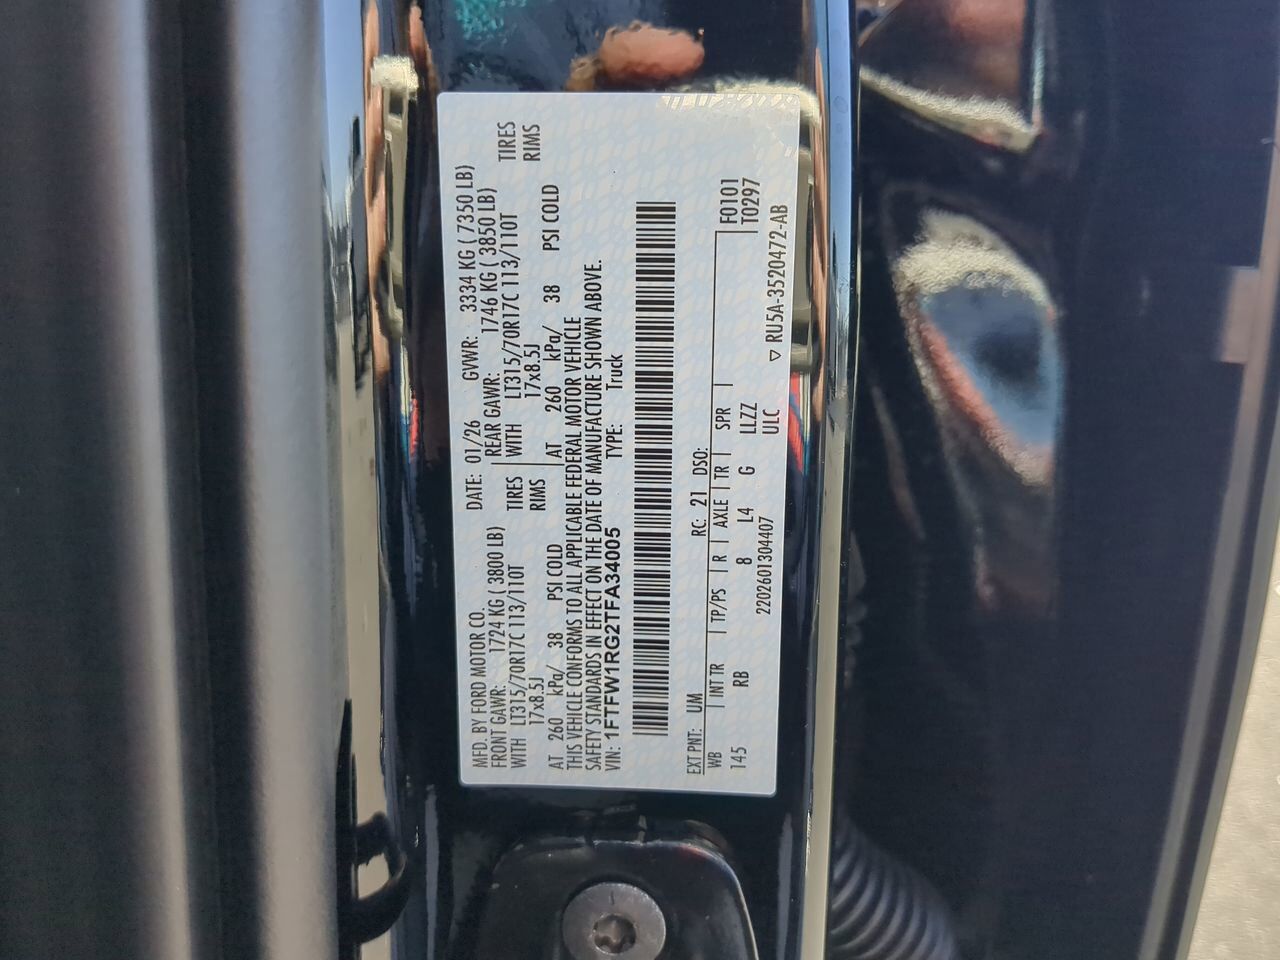 MFD. BY FORD MOTOR CO.
DATE: 01/26 GVWR: 3334 KG ( 7350 LB)
FRONT GAWR: 1724 KG ( 3800 LB)
REAR GAWR: 1746 KG ( 3850 LB)
WITH LT315/70R17C 113/110T TIRES
WITH LT315/70R17C 113/110T TIRES
17x8.5J RIMS
17x8.5J RIMS
AT 260 kPa/ 38 PSI COLD
AT 260 kPa/ 38 PSI COLD
THIS VEHICLE CONFORMS TO ALL APPLICABLE FEDERAL MOTOR VEHICLE
SAFETY STANDARDS IN EFFECT ON THE DATE OF MANUFACTURE SHOWN ABOVE.
VIN: 1FTFW1RG2TFA34005 TYPE: Truck
EXT PNT: UM RC: 21 DSO:
WB INT TR TP/PS R AXLE TR SPR F0101
145 RB 8 L4 G LLZZ T0297
2202601304407 ULC ▽ RU5A-3520472-AB